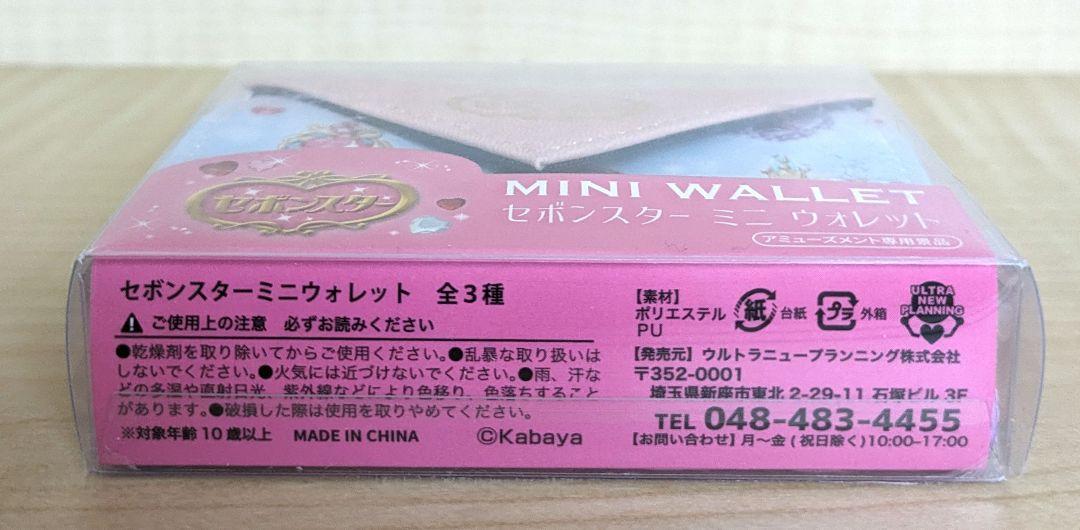 セボンスター
MINI WALLET
セボンスター ミニ ウォレット
アミューズメント専用景品
セボンスターミニウォレット 全3種
ご使用上の注意 必ずお読みください
●乾燥剤を取り除いてからご使用ください。●乱暴な取り扱いは
しないでください。●火気には近づけないでください。●雨、汗な
どの多湿や直射日光、紫外線などにより色移り、色落ちすること
があります。●破損した際は使用を取りやめてください。
※対象年齢10歳以上 MADE IN CHINA ©Kabaya
【素材】
ポリエステル
PU
紙 台紙
プラ 外箱
ULTRA
NEW
PLANNING
【発売元】ウルトラニュープランニング株式会社
〒352-0001
埼玉県新座市東北 2-29-11 石塚ビル 3F
TEL 048-483-4455
【お問い合わせ】月～金(祝日除く)10:00-17:00